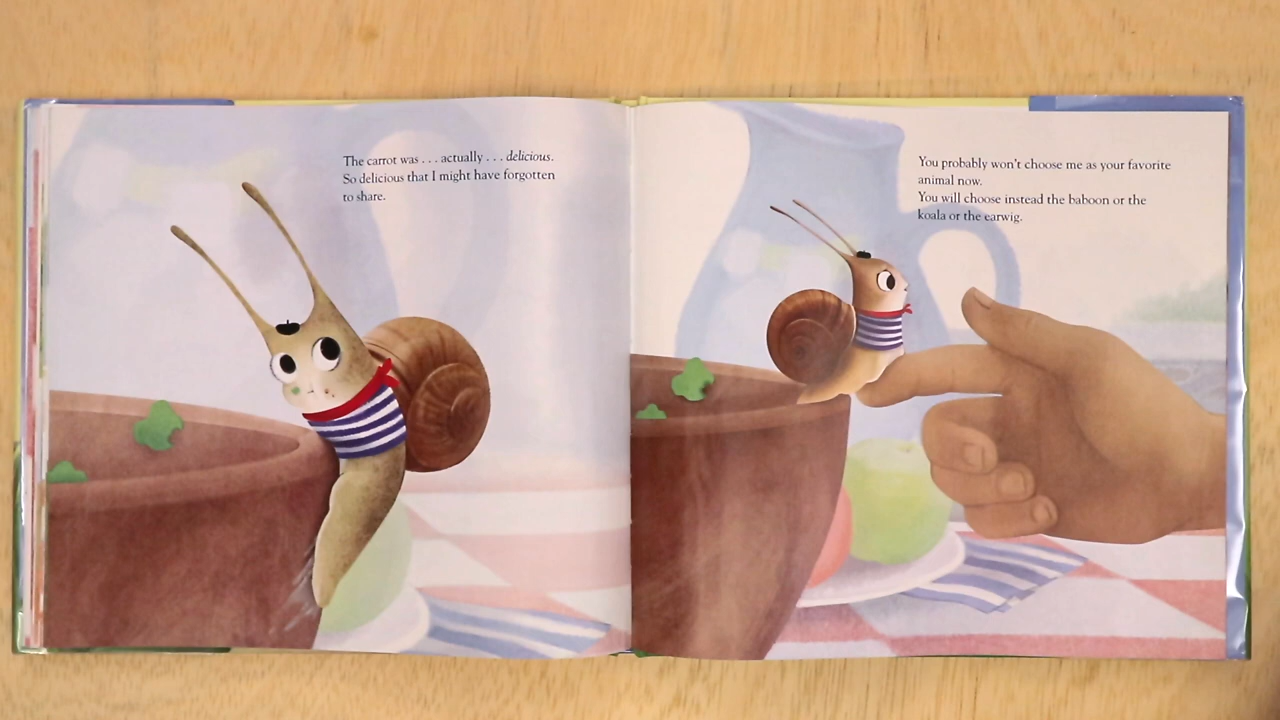 The carrot was . . . actually . . . delicious.
So delicious that I might have forgotten
to share.
You probably won't choose me as your favorite
animal now.
You will choose instead the baboon or the
koala or the earwig.